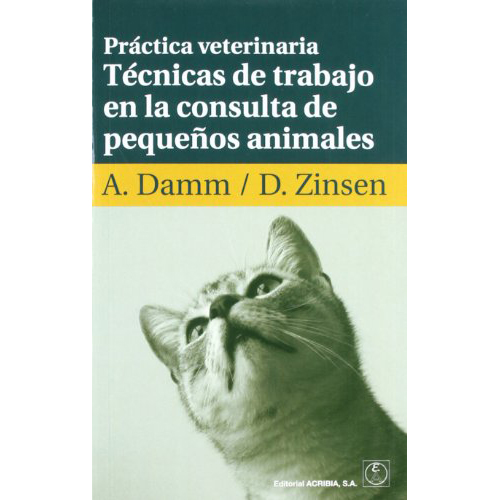 Práctica veterinaria
Técnicas de trabajo
en la consulta de
pequeños animales
A. Damm / D. Zinsen
Editorial ACRIBIA, S.A.